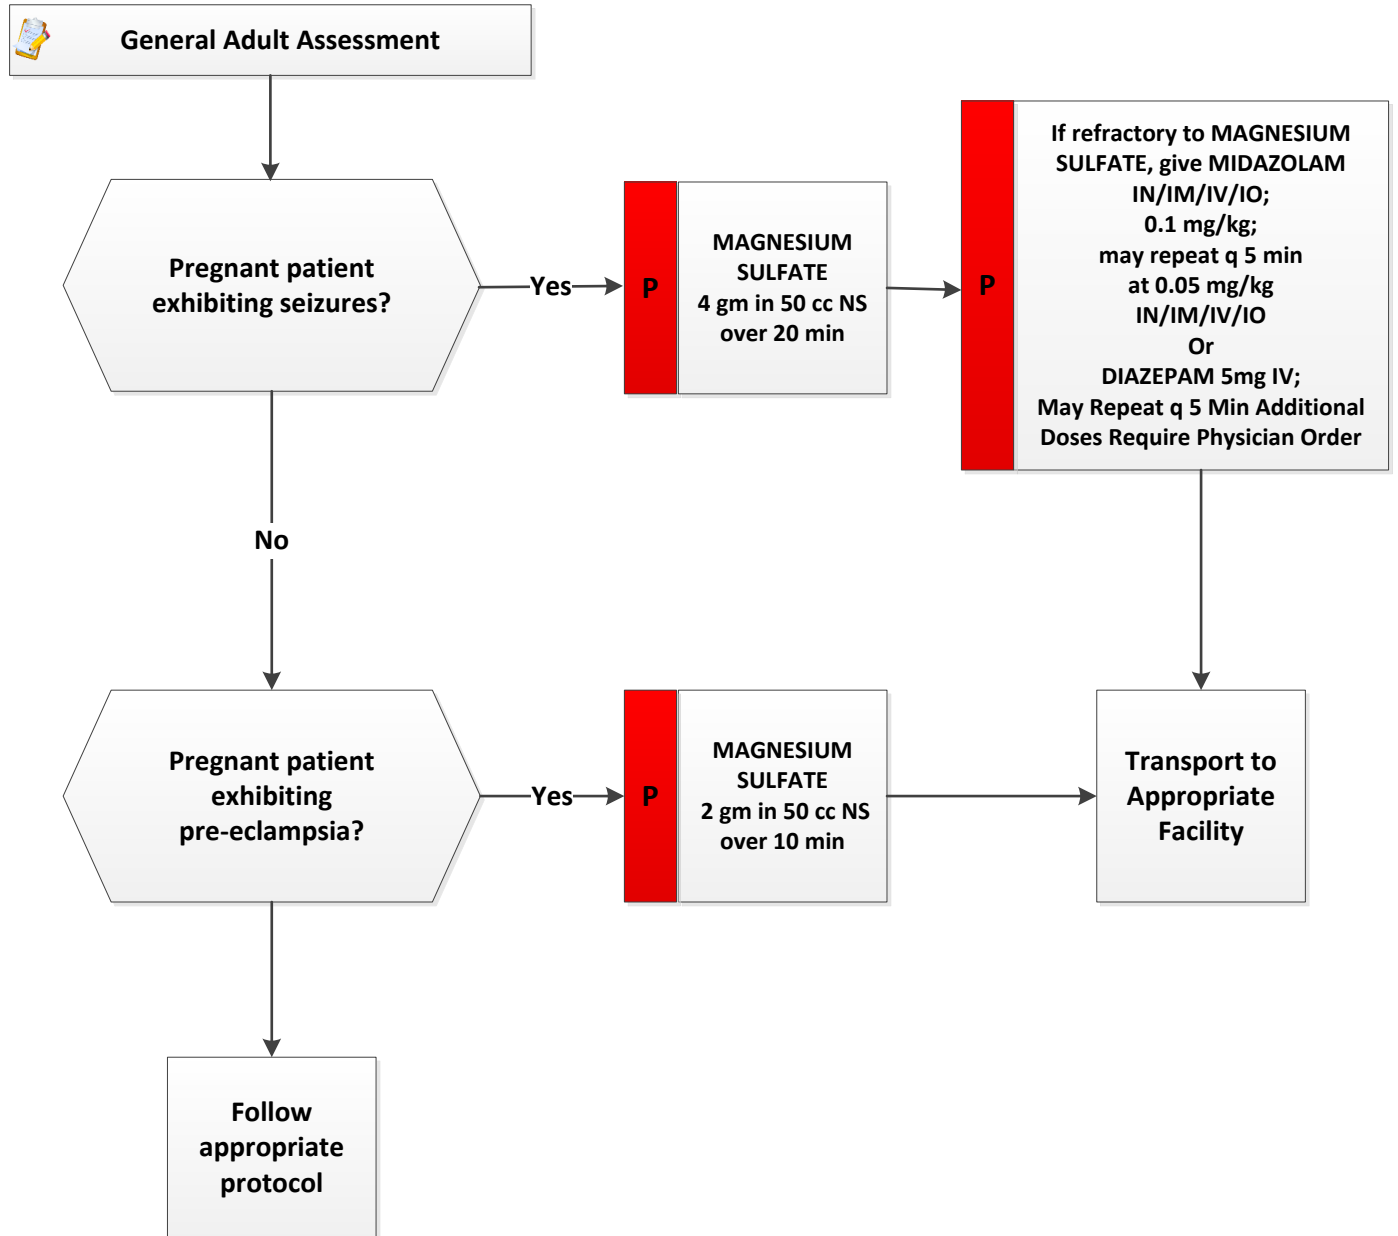 General Adult Assessment
Pregnant patient
exhibiting seizures?
Yes
P
MAGNESIUM
SULFATE
4 gm in 50 cc NS
over 20 min
P
If refractory to MAGNESIUM
SULFATE, give MIDAZOLAM
IN/IM/IV/IO;
0.1 mg/kg;
may repeat q 5 min
at 0.05 mg/kg
IN/IM/IV/IO
Or
DIAZEPAM 5mg IV;
May Repeat q 5 Min Additional
Doses Require Physician Order
No
Pregnant patient
exhibiting
pre-eclampsia?
Yes
P
MAGNESIUM
SULFATE
2 gm in 50 cc NS
over 10 min
Transport to
Appropriate
Facility
Follow
appropriate
protocol